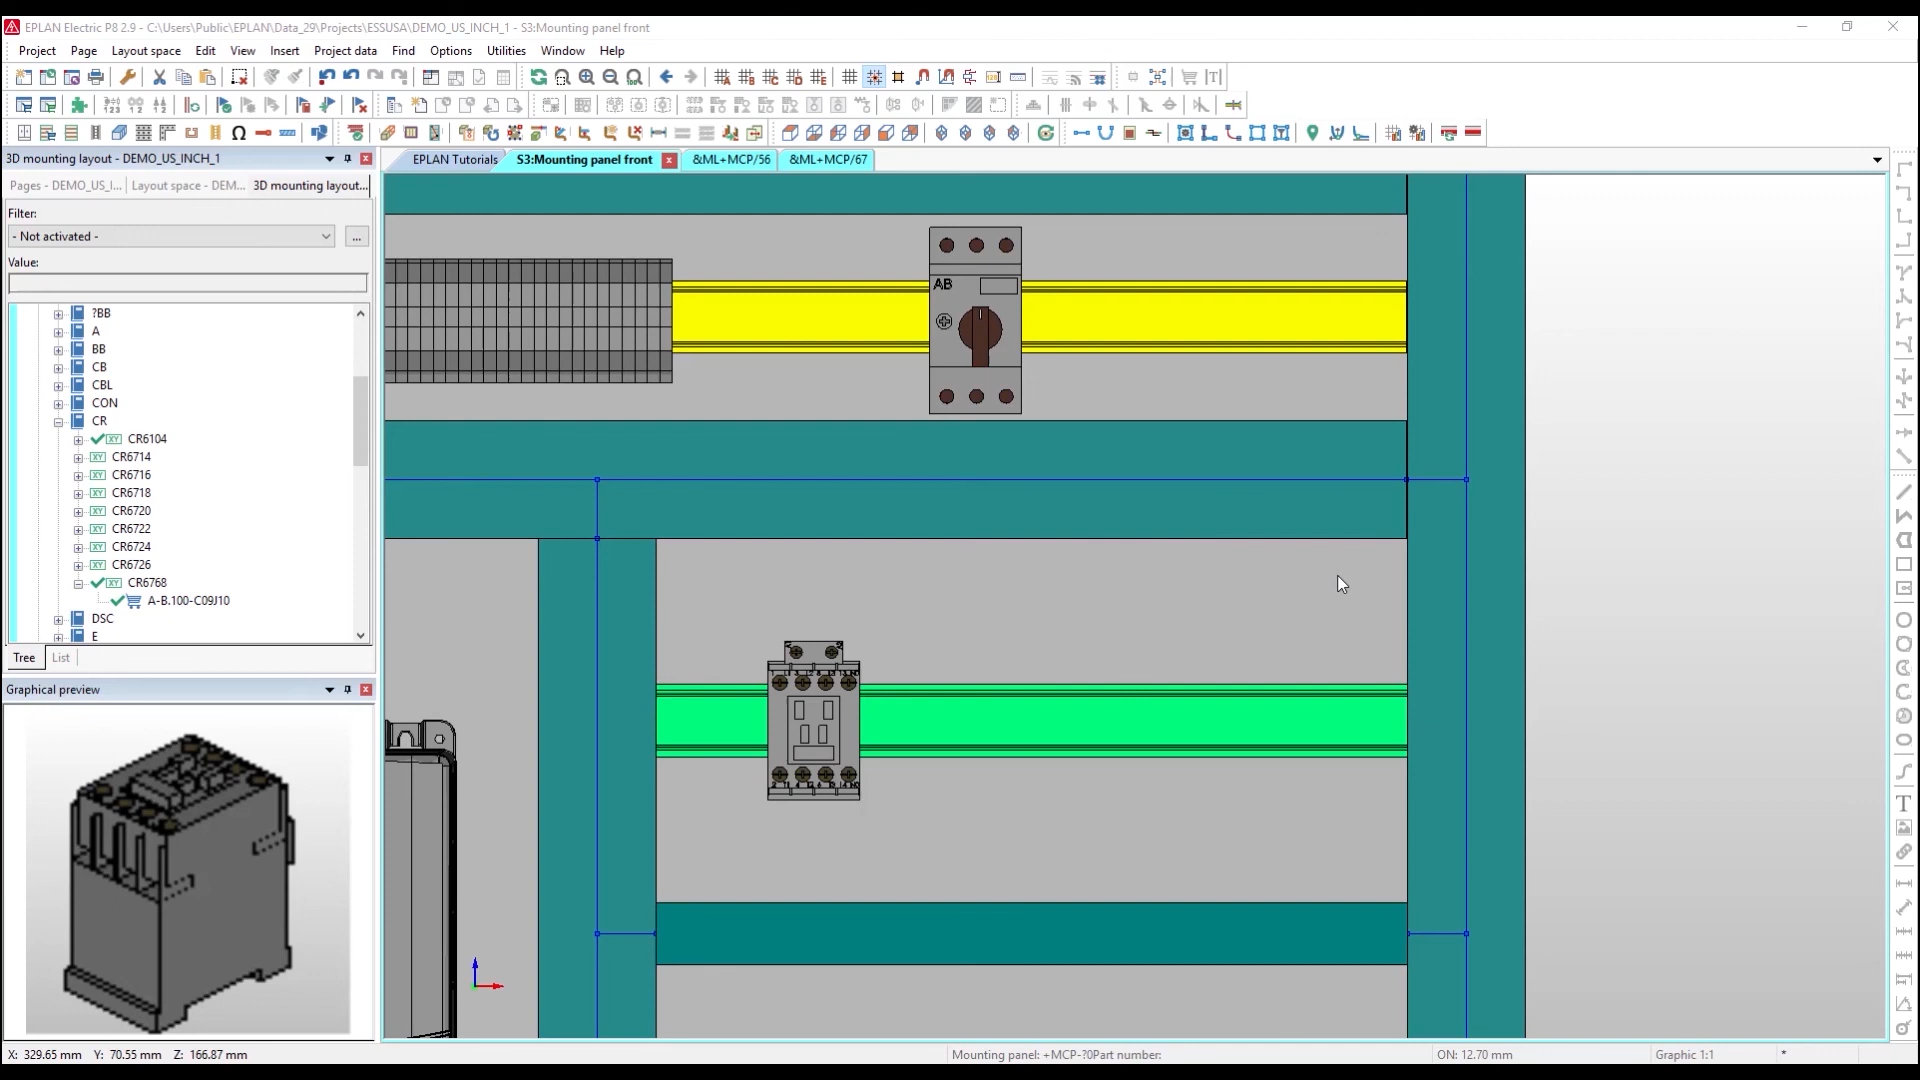 EPLAN Electric P8 2.9 - C:\Users\Public\EPLAN\Data_29\Projects\ESSUSA\DEMO_US_INCH_1 - S3:Mounting panel front
Project Page Layout space Edit View Insert Project data Find Options Utilities Window Help
3D mounting layout - DEMO_US_INCH_1
EPLAN Tutorials S3:Mounting panel front &ML+MCP/56 &ML+MCP/67
Pages - DEMO_US_I... Layout space - DEM... 3D mounting layout...
Filter:
- Not activated -
...
Value:
?BB
A
BB
CB
CBL
CON
CR
CR6104
CR6714
CR6716
CR6718
CR6720
CR6722
CR6724
CR6726
CR6768
A-B.100-C09J10
DSC
E
Tree List
Graphical preview
AB
X: 329.65 mm Y: 70.55 mm Z: 166.87 mm
Mounting panel: +MCP-?0Part number:
ON: 12.70 mm
Graphic 1:1
*